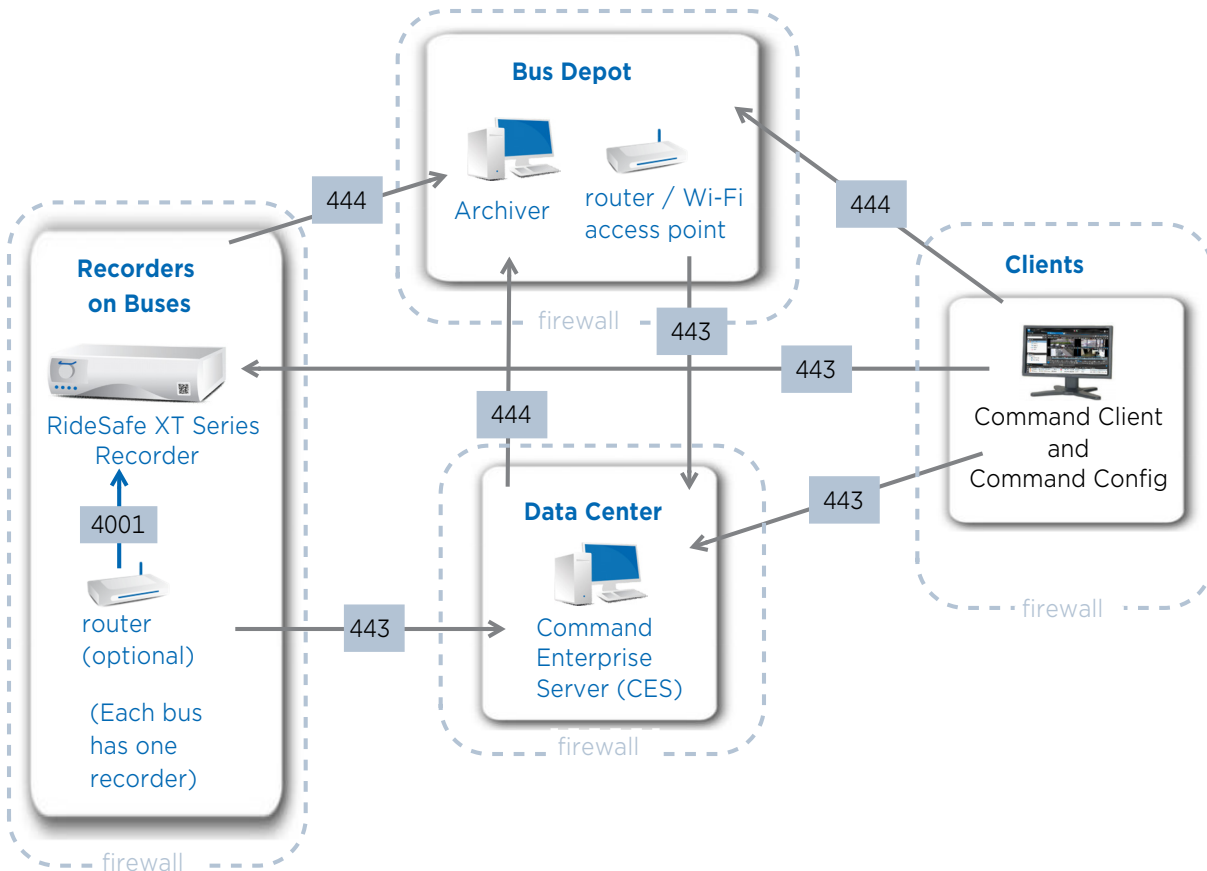 Bus Depot
Archiver
router / Wi-Fi
access point
firewall
444
444
Recorders
on Buses
RideSafe XT Series
Recorder
4001
router
(optional)
(Each bus
has one
recorder)
firewall
443
443
444
443
443
Clients
Command Client
and
Command Config
firewall
Data Center
Command
Enterprise
Server (CES)
firewall